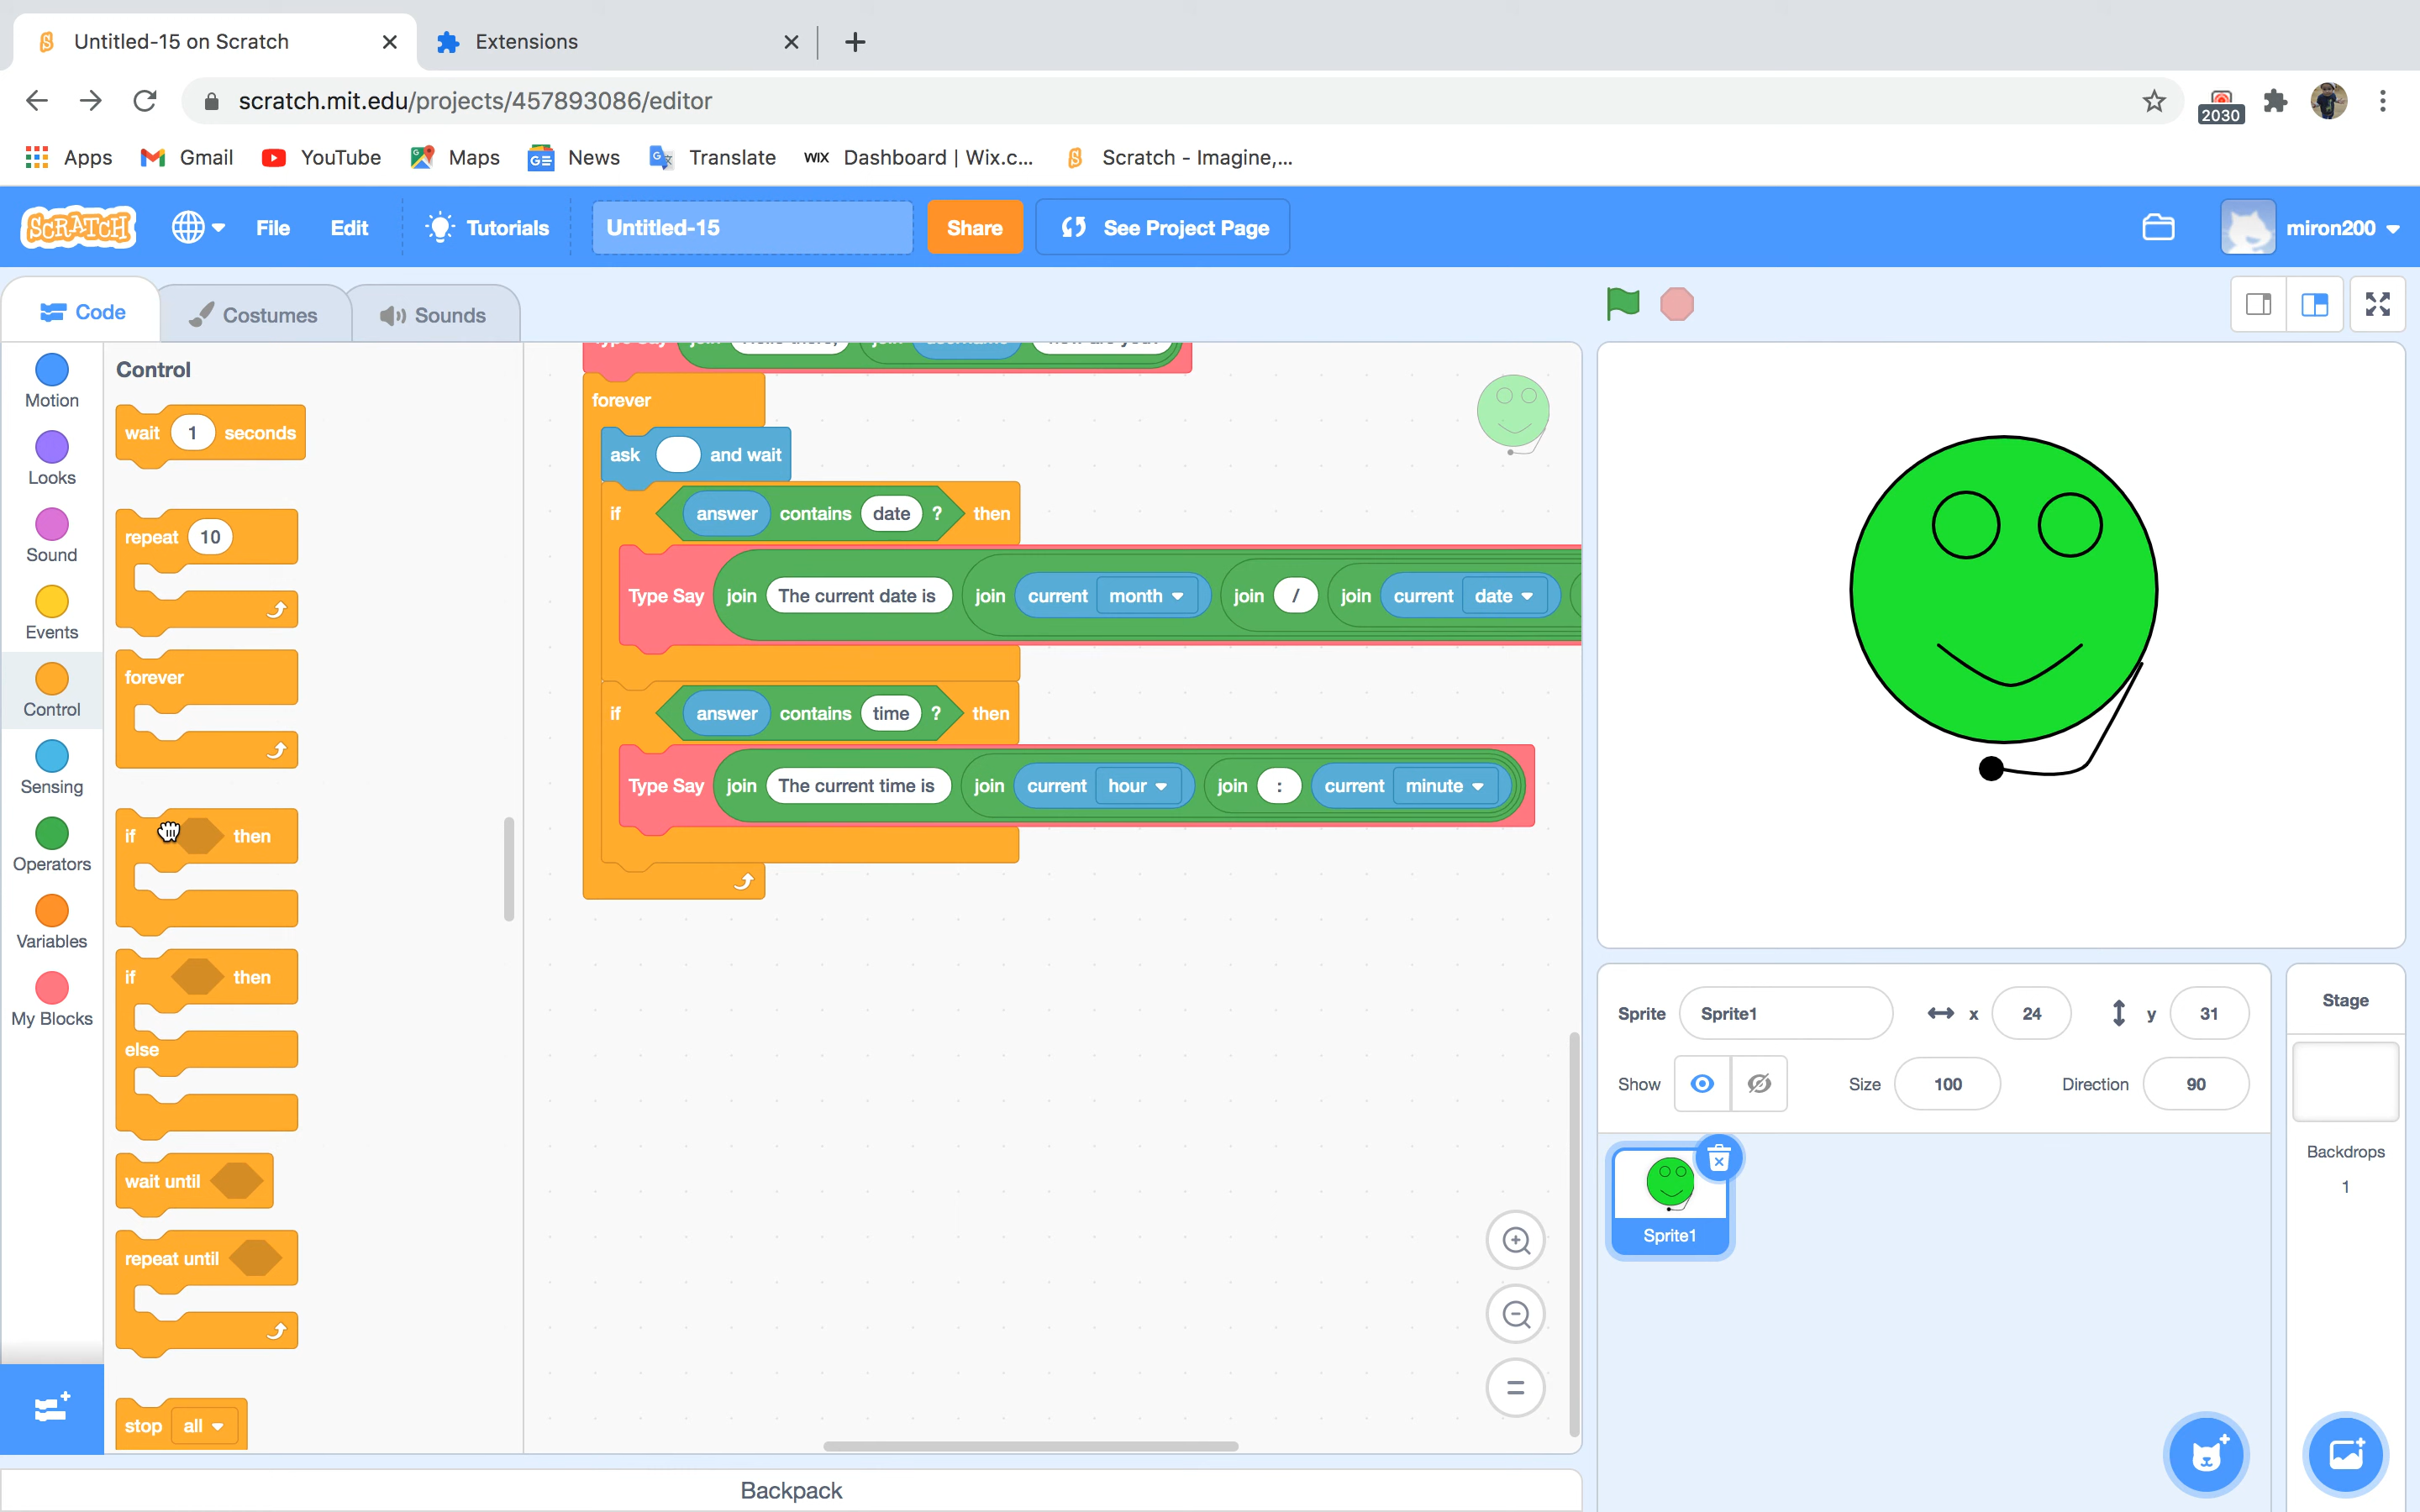 Untitled-15 on Scratch
Extensions
scratch.mit.edu/projects/457893086/editor
2030
Apps
Gmail
YouTube
Maps
News
Translate
WIX Dashboard | Wix.c...
Scratch - Imagine,...
SCRATCH
File
Edit
Tutorials
Untitled-15
Share
See Project Page
miron200
Code
Costumes
Sounds
Motion
Looks
Sound
Events
Control
Sensing
Operators
Variables
My Blocks
Control
wait 1 seconds
repeat 10
forever
if then
if then
else
wait until
repeat until
stop all
forever
ask and wait
if answer contains date ? then
Type Say join The current date is join current month join / join current date
if answer contains time ? then
Type Say join The current time is join current hour join : current minute
Backpack
Sprite Sprite1 x 24 y 31
Show Size 100 Direction 90
Sprite1
Stage
Backdrops
1